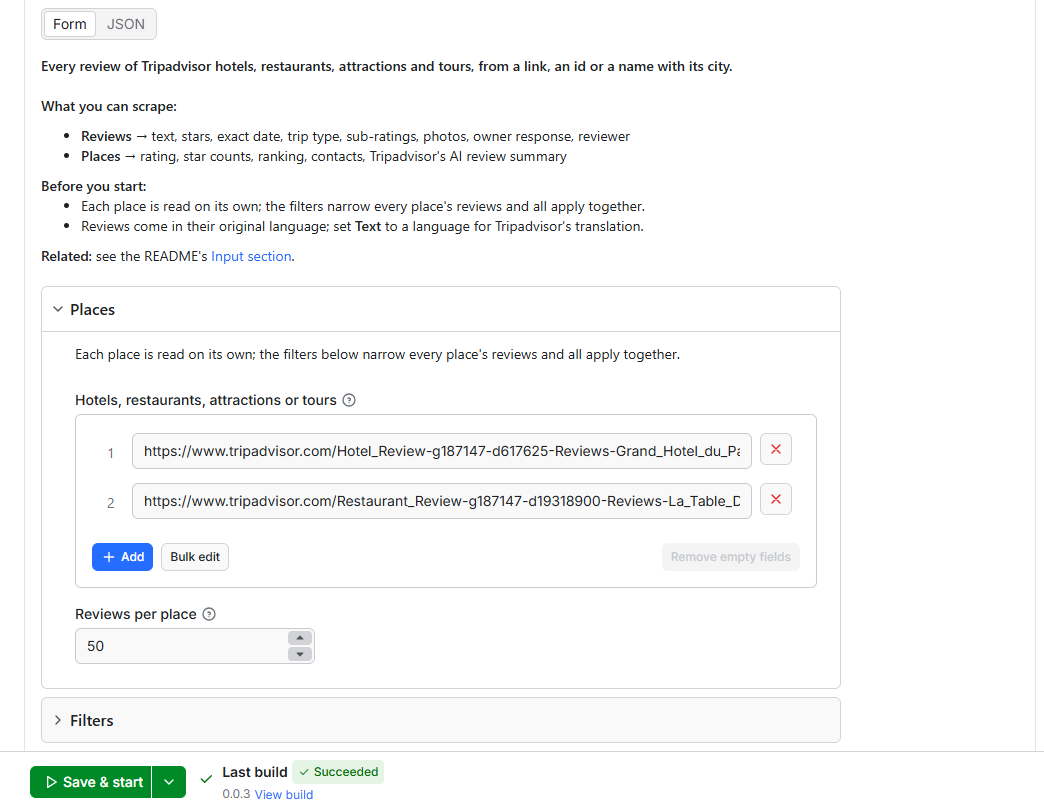 Form JSON
Every review of Tripadvisor hotels, restaurants, attractions and tours, from a link, an id or a name with its city.
What you can scrape:
• Reviews → text, stars, exact date, trip type, sub-ratings, photos, owner response, reviewer
• Places → rating, star counts, ranking, contacts, Tripadvisor's AI review summary
Before you start:
• Each place is read on its own; the filters narrow every place's reviews and all apply together.
• Reviews come in their original language; set Text to a language for Tripadvisor's translation.
Related: see the README's Input section.
Places
Each place is read on its own; the filters below narrow every place's reviews and all apply together.
Hotels, restaurants, attractions or tours
1 https://www.tripadvisor.com/Hotel_Review-g187147-d617625-Reviews-Grand_Hotel_du_Pa
2 https://www.tripadvisor.com/Restaurant_Review-g187147-d19318900-Reviews-La_Table_D
+ Add Bulk edit Remove empty fields
Reviews per place
50
Filters
Save & start Last build Succeeded
0.0.3 View build